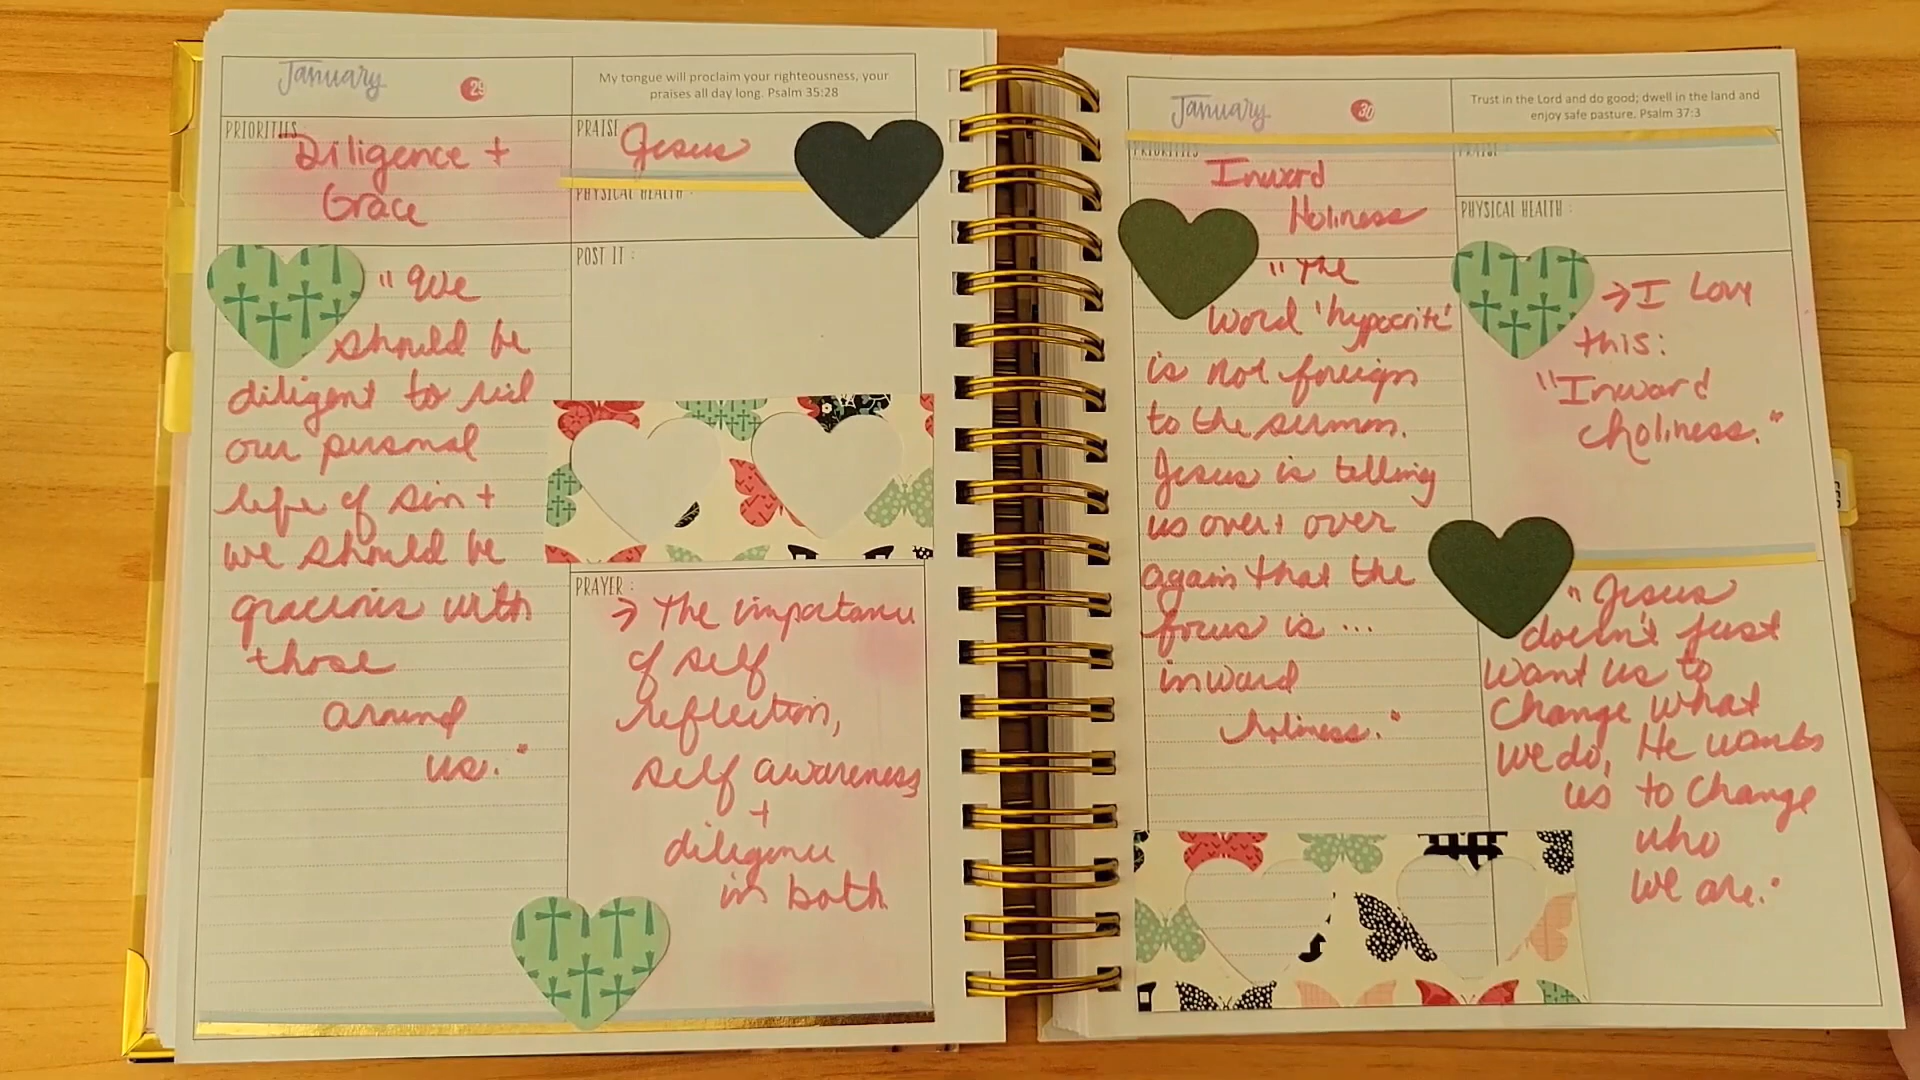 January 29
My tongue will proclaim your righteousness, your
praises all day long. Psalm 35:28
PRIORITIES:
Diligence +
Grace
PRAISE:
Jesus
PHYSICAL HEALTH:
"We
should be
diligent to rid
our personal
life of sin +
we should be
gracious with
those
around
us."
POST IT:
PRAYER:
→ The importance
of self
reflection,
self awareness
+
diligence
in both
January 30
Trust in the Lord and do good; dwell in the land and
enjoy safe pasture. Psalm 37:3
PRIORITIES
Inward
Holiness
PRAISE
PHYSICAL HEALTH:
"The
word 'hypocrite'
is not foreign
to the sermon.
Jesus is telling
us over + over
again that the
focus is ...
inward
holiness."
→ I Love
this:
"Inward
holiness."
"Jesus
doesn't just
want us to
change what
we do, He wants
us to change
who
we are."